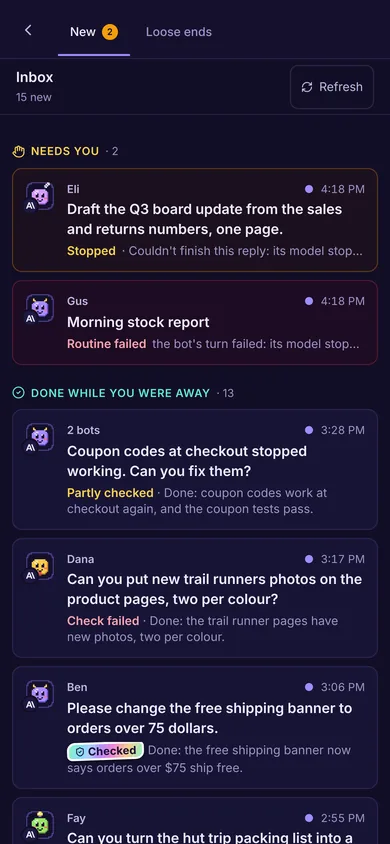 New 2 Loose ends
Inbox
15 new
Refresh
NEEDS YOU · 2
Eli 4:18 PM
Draft the Q3 board update from the sales
and returns numbers, one page.
Stopped · Couldn't finish this reply: its model stop...
Gus 4:18 PM
Morning stock report
Routine failed the bot's turn failed: its model stop...
DONE WHILE YOU WERE AWAY · 13
2 bots 3:28 PM
Coupon codes at checkout stopped
working. Can you fix them?
Partly checked · Done: coupon codes work at
checkout again, and the coupon tests pass.
Dana 3:17 PM
Can you put new trail runners photos on the
product pages, two per colour?
Check failed · Done: the trail runner pages have
new photos, two per colour.
Ben 3:06 PM
Please change the free shipping banner to
orders over 75 dollars.
Checked Done: the free shipping banner now
says orders over $75 ship free.
Fay 2:55 PM
Can you turn the hut trip packing list into a